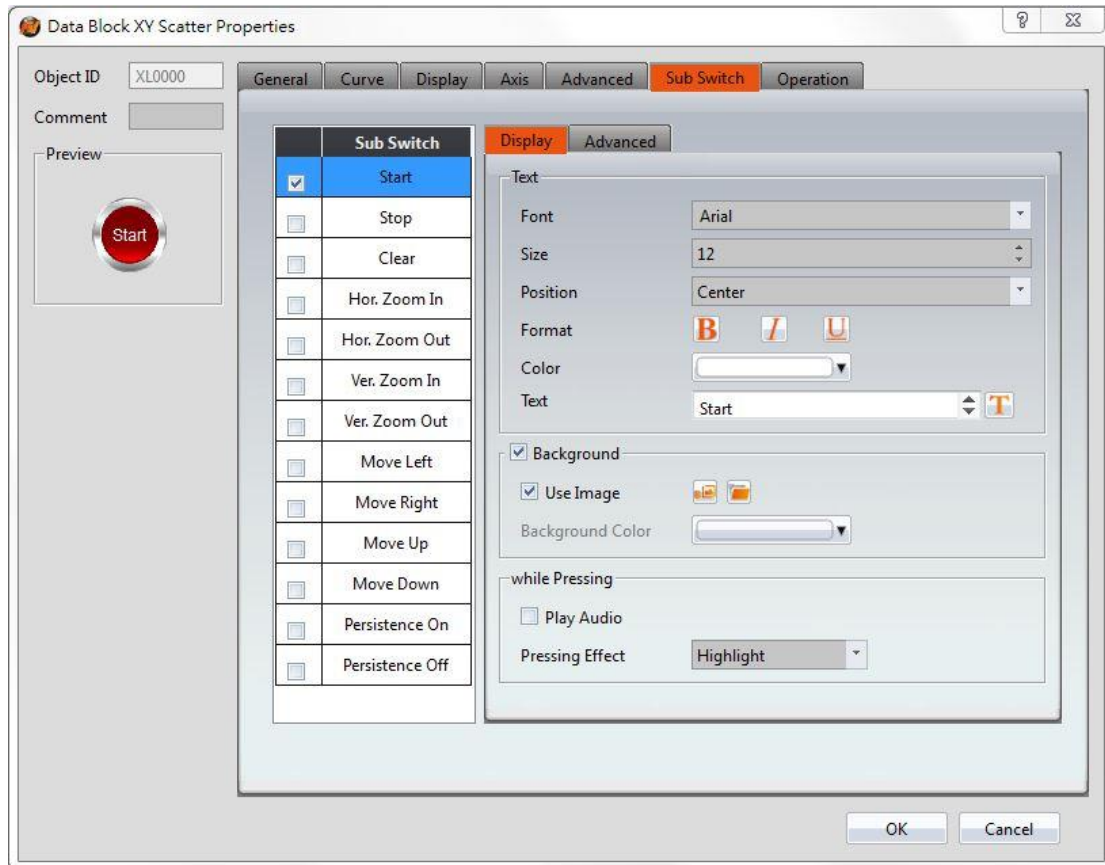 Data Block XY Scatter Properties
Object ID XL0000
Comment
Preview
Start
General Curve Display Axis Advanced Sub Switch Operation
Sub Switch
Start
Stop
Clear
Hor. Zoom In
Hor. Zoom Out
Ver. Zoom In
Ver. Zoom Out
Move Left
Move Right
Move Up
Move Down
Persistence On
Persistence Off
Display Advanced
Text
Font Arial
Size 12
Position Center
Format B I U
Color
Text Start T
Background
Use Image
Background Color
while Pressing
Play Audio
Pressing Effect Highlight
OK Cancel